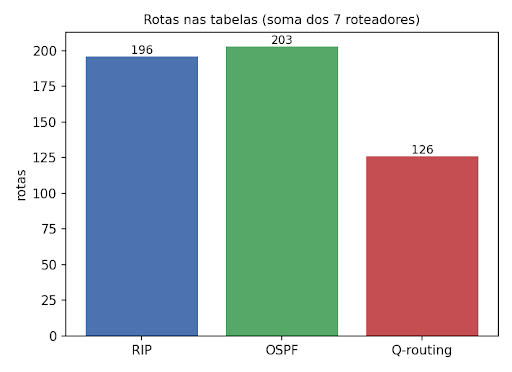 Rotas nas tabelas (soma dos 7 roteadores)
196
203
126
rotas
200
175
150
125
100
75
50
25
0
RIP
OSPF
Q-routing